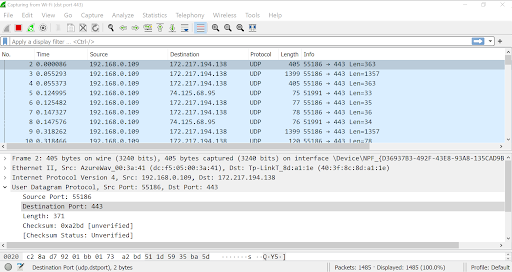 Capturing from Wi-Fi (dst port 443)
File Edit View Go Capture Analyze Statistics Telephony Wireless Tools Help
Apply a display filter ... <Ctrl-/>
No. Time Source Destination Protocol Length Info
2 0.000086 192.168.0.109 172.217.194.138 UDP 405 55186 → 443 Len=363
3 0.055293 192.168.0.109 172.217.194.138 UDP 1399 55186 → 443 Len=1357
4 0.055373 192.168.0.109 172.217.194.138 UDP 405 55186 → 443 Len=363
5 0.124995 192.168.0.109 74.125.68.95 UDP 75 51991 → 443 Len=33
6 0.125482 192.168.0.109 172.217.194.138 UDP 77 55186 → 443 Len=35
7 0.147327 192.168.0.109 172.217.194.138 UDP 78 55186 → 443 Len=36
8 0.147576 192.168.0.109 74.125.68.95 UDP 76 51991 → 443 Len=34
9 0.318262 192.168.0.109 172.217.194.138 UDP 1399 55186 → 443 Len=1357
10 0.318466 192.168.0.109 172.217.194.138 UDP 120 55186 → 443 Len=78
Frame 2: 405 bytes on wire (3240 bits), 405 bytes captured (3240 bits) on interface \Device\NPF_{D36937B3-492F-43E8-93A8-135CAD9B
Ethernet II, Src: AzureWav_00:3a:41 (dc:f5:05:00:3a:41), Dst: Tp-LinkT_8d:a1:1e (40:3f:8c:8d:a1:1e)
Internet Protocol Version 4, Src: 192.168.0.109, Dst: 172.217.194.138
User Datagram Protocol, Src Port: 55186, Dst Port: 443
Source Port: 55186
Destination Port: 443
Length: 371
Checksum: 0xa2bd [unverified]
[Checksum Status: Unverified]
0020 c2 8a d7 92 01 bb 01 73 a2 bd 51 1d 59 35 ba 5d ·······s ··Q·Y5·]
Destination Port (udp.dstport), 2 bytes
Packets: 1485 · Displayed: 1485 (100.0%)
Profile: Default